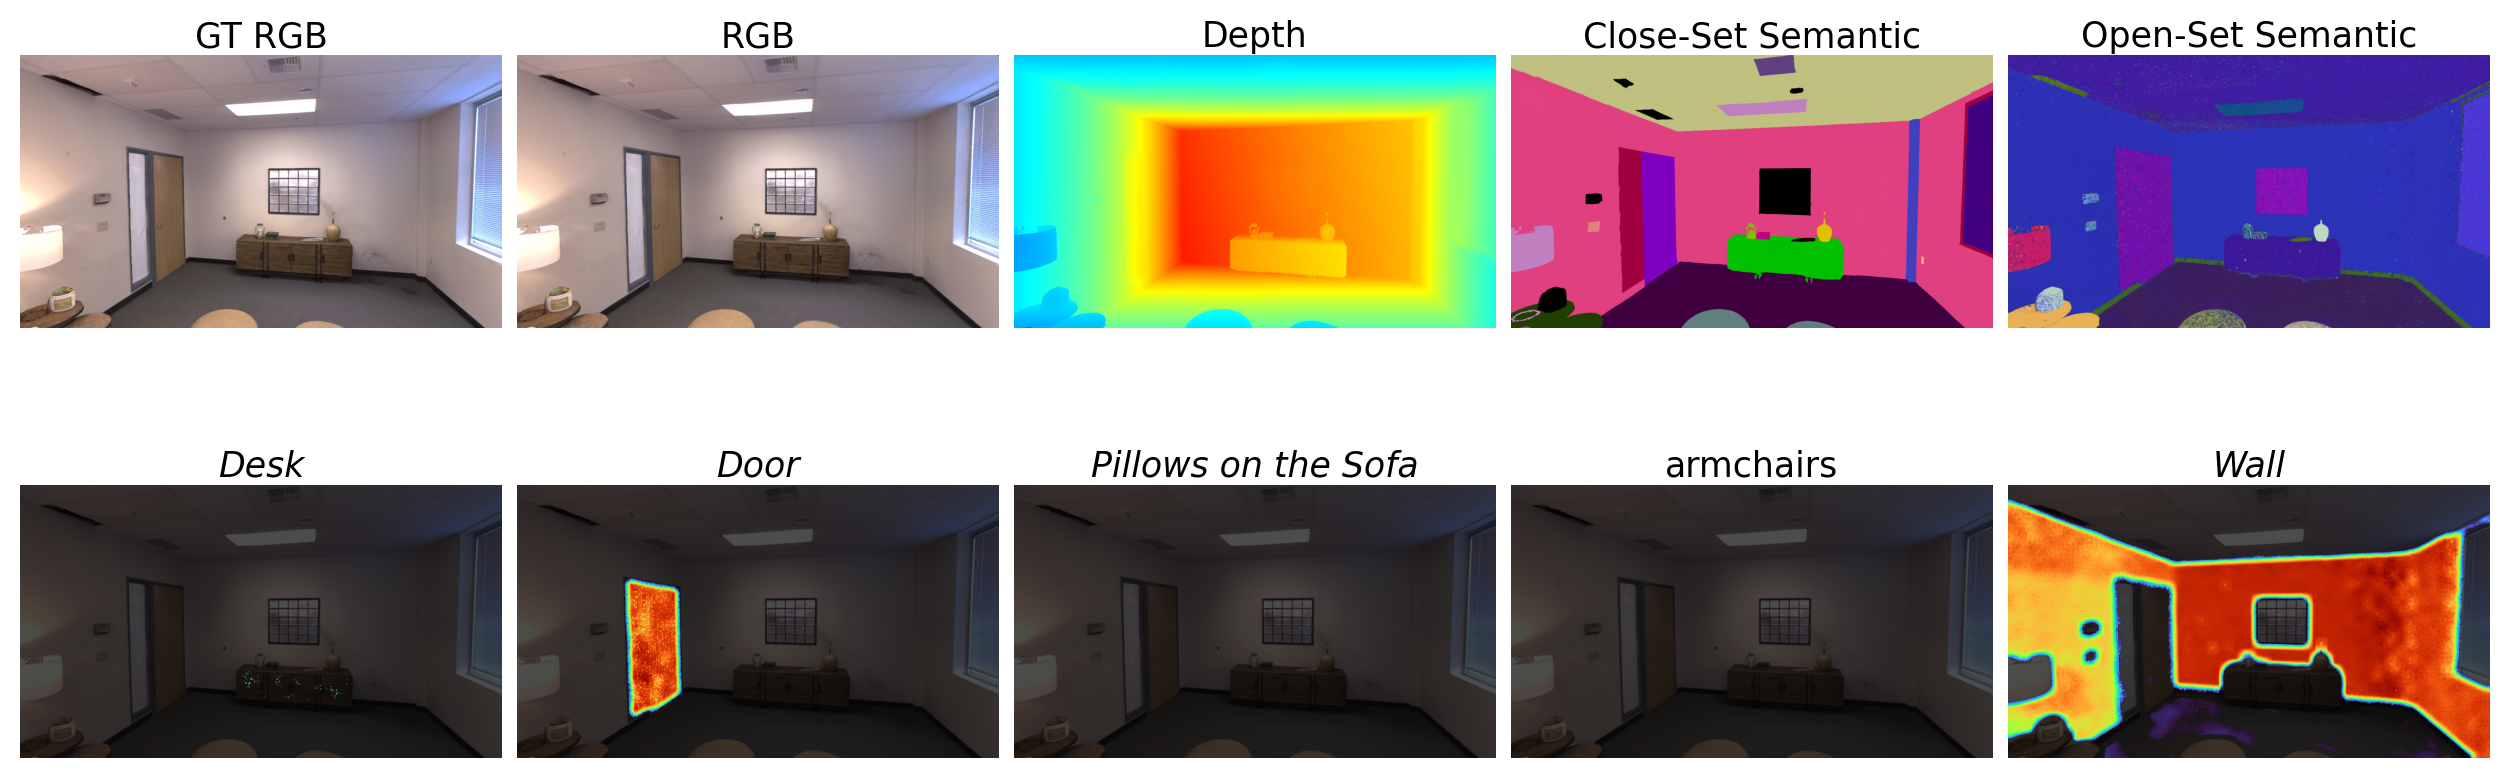 GT RGB
RGB
Depth
Close-Set Semantic
Open-Set Semantic
Desk
Door
Pillows on the Sofa
armchairs
Wall